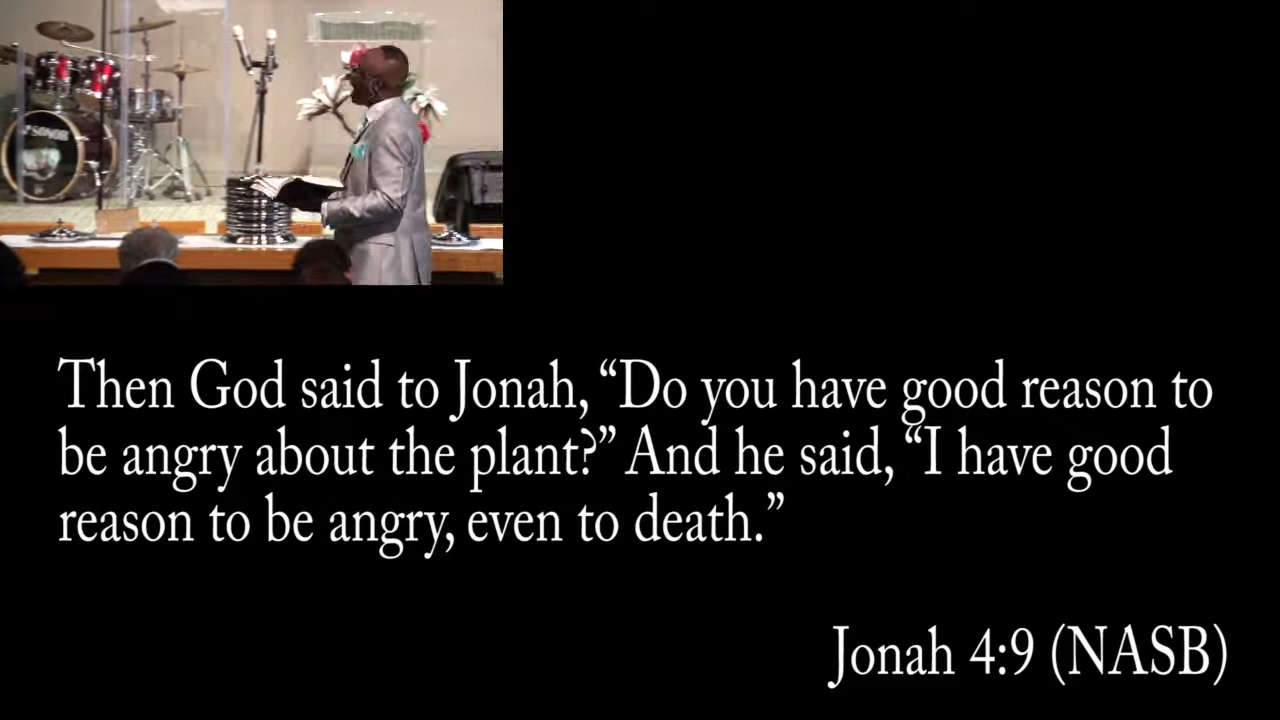 SONOR
Then God said to Jonah, “Do you have good reason to
be angry about the plant?” And he said, “I have good
reason to be angry, even to death.”
Jonah 4:9 (NASB)